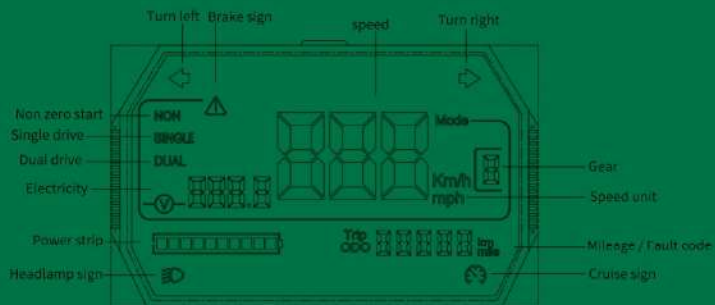 Turn left Brake sign speed Turn right
Non zero start NON Mode
Single drive SINGLE
Dual drive DUAL Gear
Electricity V Km/h
mph Speed unit
Power strip Trip km Mileage / Fault code
ODO mile
Headlamp sign Cruise sign